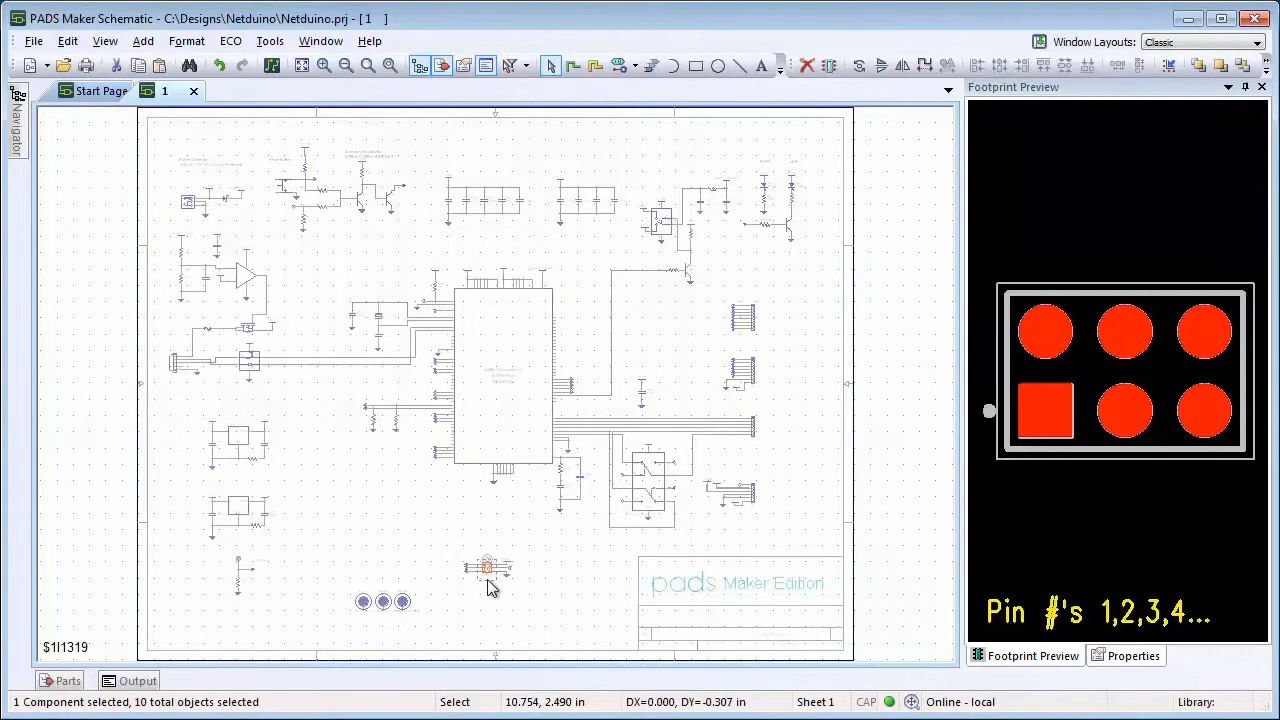 PADS Maker Schematic - C:\Designs\Netduino\Netduino.prj - [1 ]
File Edit View Add Format ECO Tools Window Help
Window Layouts: Classic
Start Page 1
Footprint Preview
Navigator
pads Maker Edition
$1I1319
Pin #'s 1,2,3,4...
Footprint Preview Properties
Parts Output
1 Component selected, 10 total objects selected Select 10.754, 2.490 in DX=0.000, DY=-0.307 in Sheet 1 CAP Online - local Library: